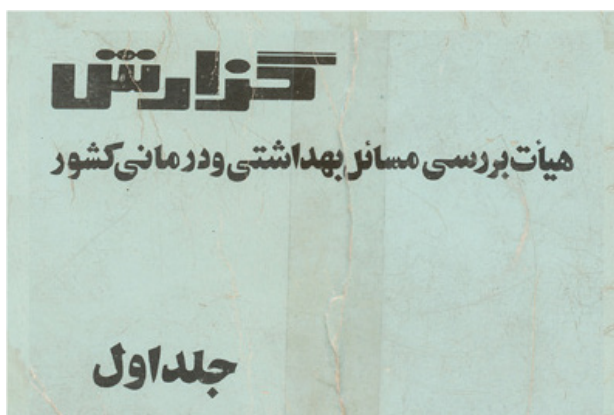 گزارش
هیأت بررسی مسائل بهداشتی و درمانی کشور
جلد اول